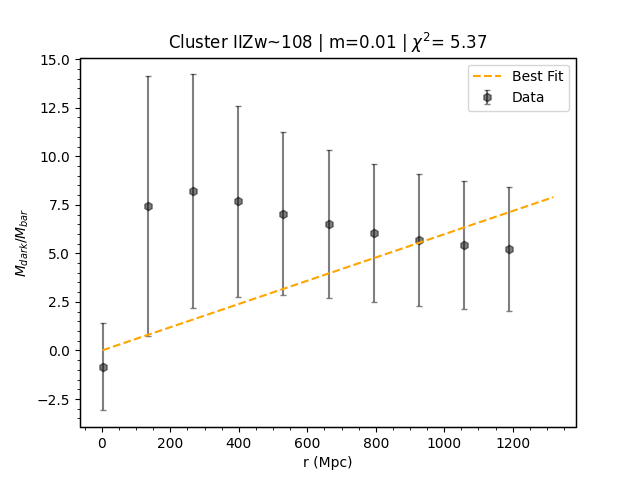 Cluster IIZw~108 | m=0.01 | χ²= 5.37
15.0
12.5
10.0
7.5
5.0
2.5
0.0
−2.5
M_dark/M_bar
Best Fit
Data
0 200 400 600 800 1000 1200
r (Mpc)